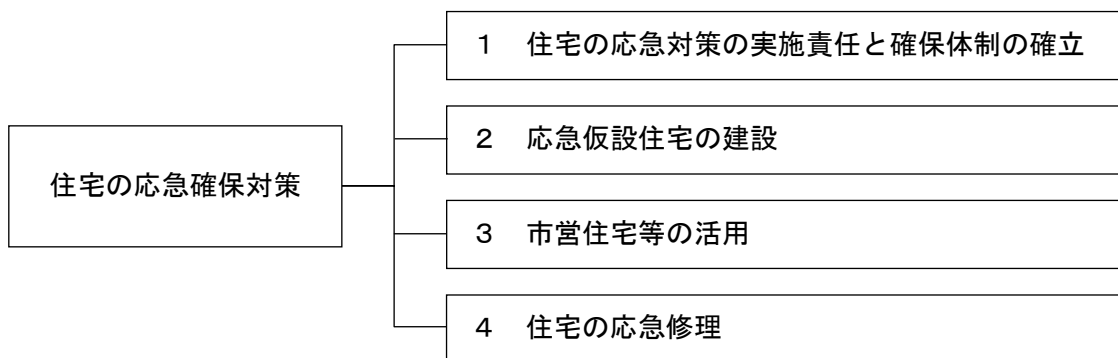 住宅の応急確保対策
１　住宅の応急対策の実施責任と確保体制の確立
２　応急仮設住宅の建設
３　市営住宅等の活用
４　住宅の応急修理